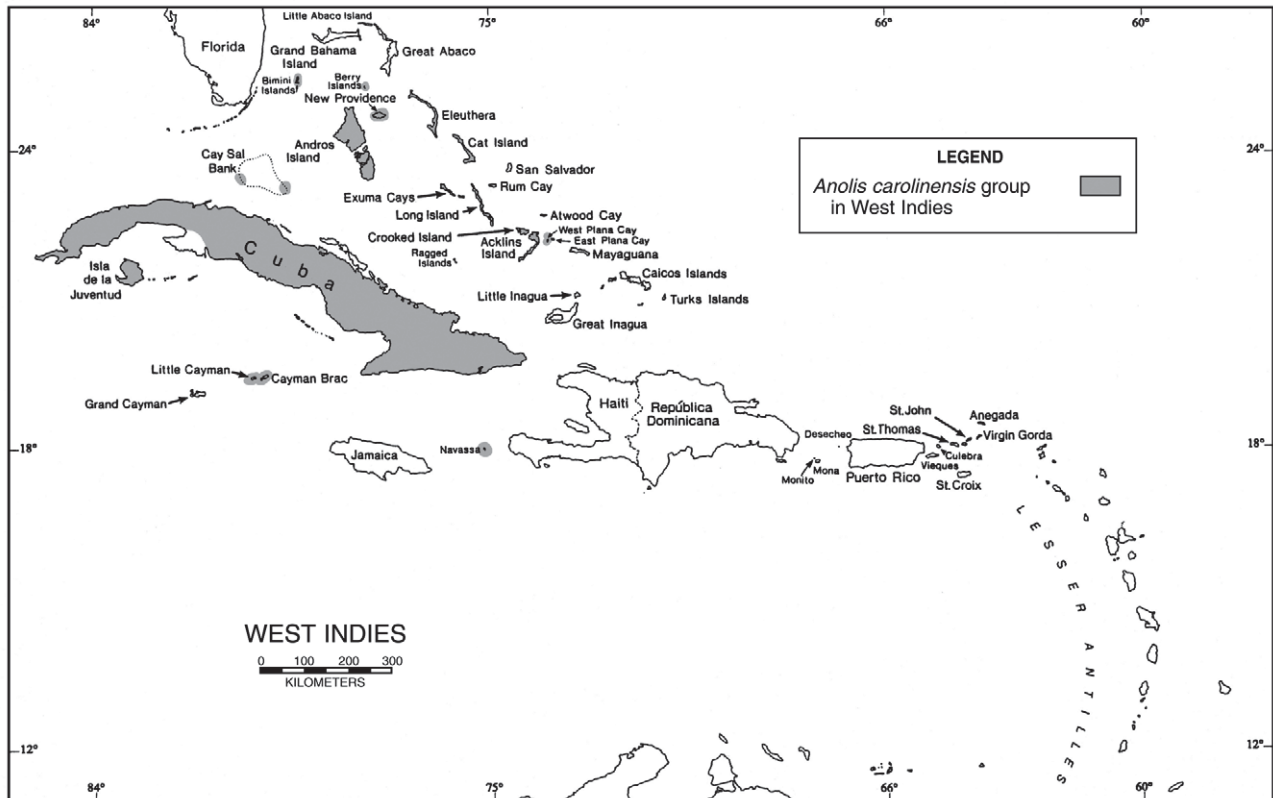 84°
75°
66°
60°
Little Abaco Island
Florida
Grand Bahama
Island
Great Abaco
Bimini
Islands
Berry
Islands
New Providence
Eleuthera
24°
Andros
Island
Cat Island
24°
LEGEND
Anolis carolinensis group
in West Indies
Cay Sal
Bank
San Salvador
Exuma Cays
Rum Cay
Long Island
Atwood Cay
Crooked Island
West Plana Cay
East Plana Cay
Acklins
Island
Ragged
Islands
Mayaguana
Cuba
Isla
de la
Juventud
Caicos Islands
Little Inagua
Turks Islands
Great Inagua
Little Cayman
Cayman Brac
Grand Cayman
Haiti
República
Dominicana
St.John
Anegada
St.Thomas
Virgin Gorda
18°
Jamaica
Navassa
Desecheo
Culebra
18°
Vieques
Monito
Mona
Puerto Rico
St.Croix
LESSER ANTILLES
WEST INDIES
0 100 200 300
KILOMETERS
12°
12°
84°
75°
66°
60°